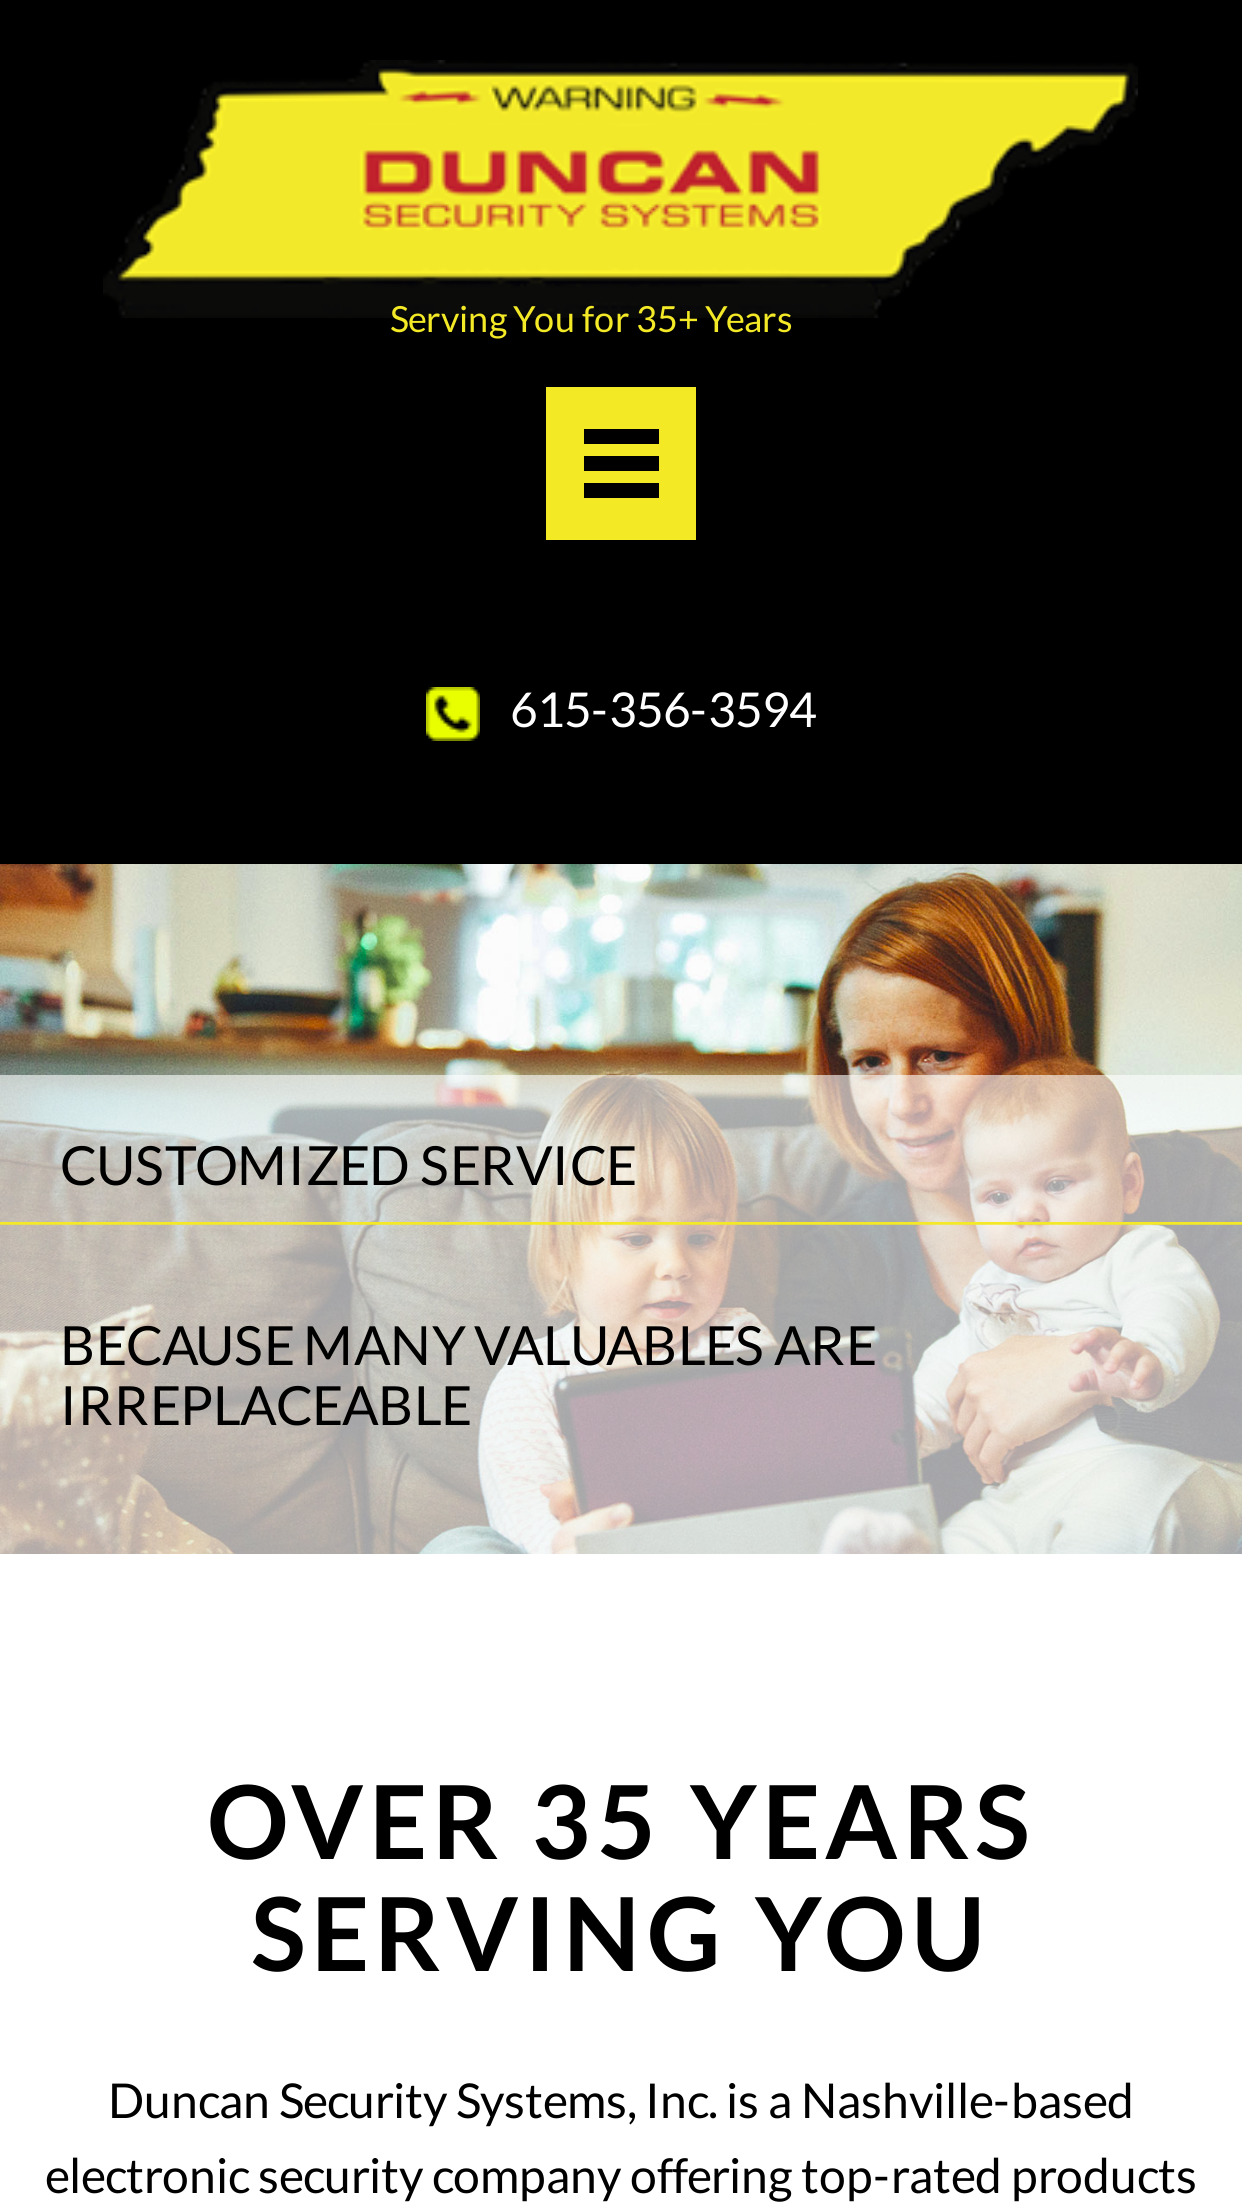 WARNING
DUNCAN
SECURITY SYSTEMS
Serving You for 35+ Years
615-356-3594
CUSTOMIZED SERVICE
BECAUSE MANY VALUABLES ARE
IRREPLACEABLE
OVER 35 YEARS
SERVING YOU
Duncan Security Systems, Inc. is a Nashville-based
electronic security company offering top-rated products